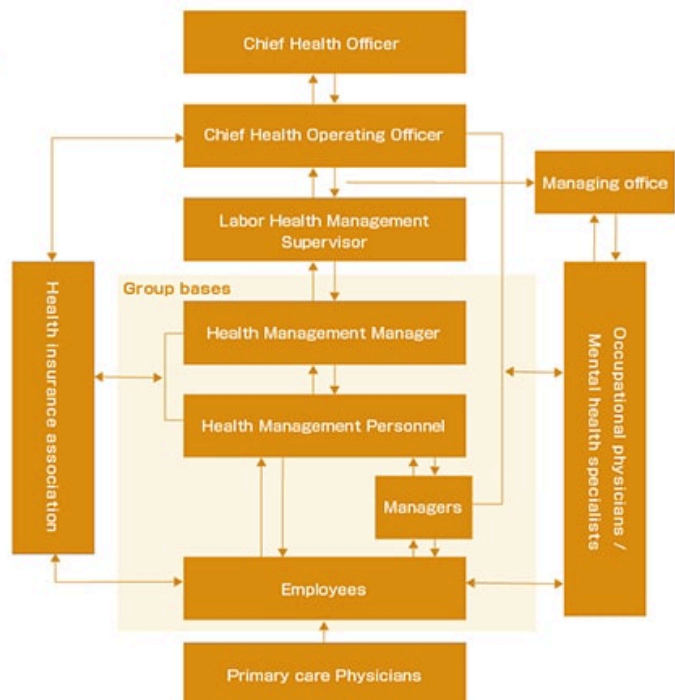 Chief Health Officer
Chief Health Operating Officer
Managing office
Labor Health Management
Supervisor
Group bases
Health insurance association
Health Management Manager
Occupational physicians /
Mental health specialists
Health Management Personnel
Managers
Employees
Primary care Physicians